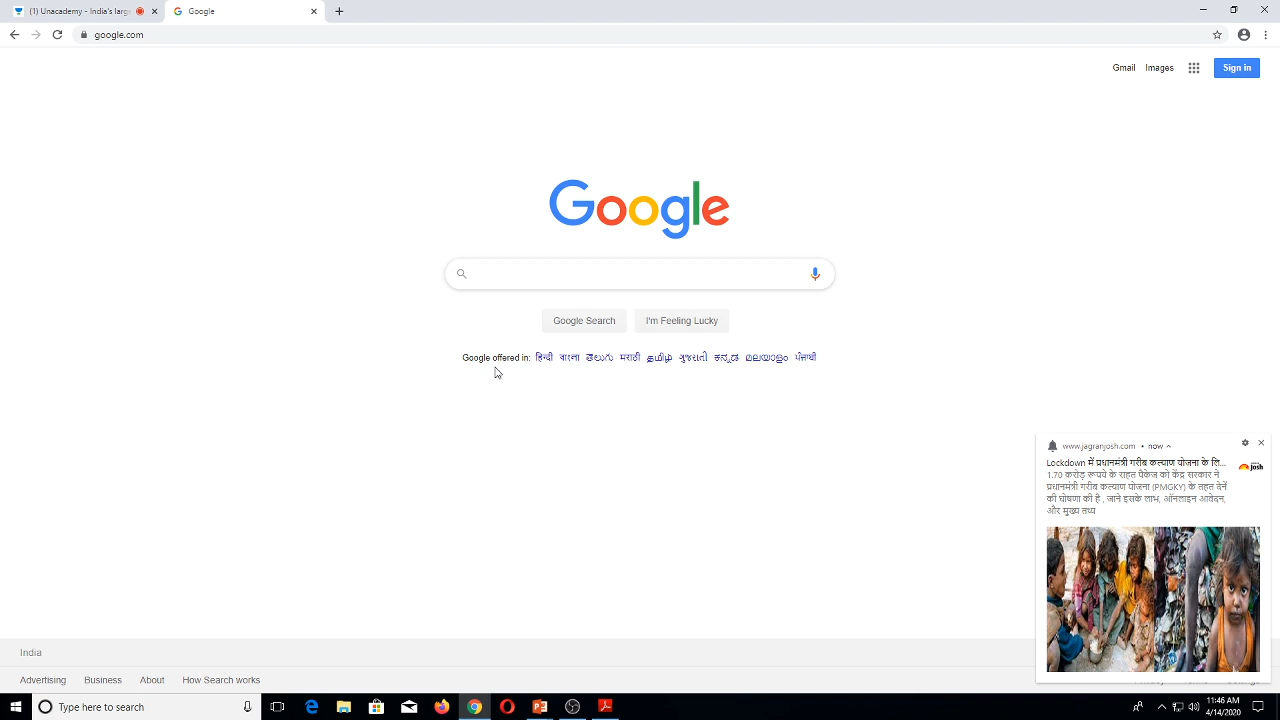 (1) Unacademy - India's larg
Google
google.com
Gmail Images Sign in
Google
Google Search I'm Feeling Lucky
Google offered in: हिन्दी বাংলা తెలుగు मराठी தமிழ் ગુજરાતી ಕನ್ನಡ മലയാളം ਪੰਜਾਬੀ
www.jagranjosh.com • now
Lockdown में प्रधानमंत्री गरीब कल्याण योजना के लि...
josh
1.70 करोड़ रूपये के राहत पैकेज को केंद्र सरकार ने
प्रधानमंत्री गरीब कल्याण योजना (PMGKY) के तहत देनें
की घोषणा की है , जाने इसके लाभ, ऑनलाइन आवेदन,
और मुख्य तथ्य
India
Advertising Business About How Search works
Type here to search
11:46 AM
4/14/2020